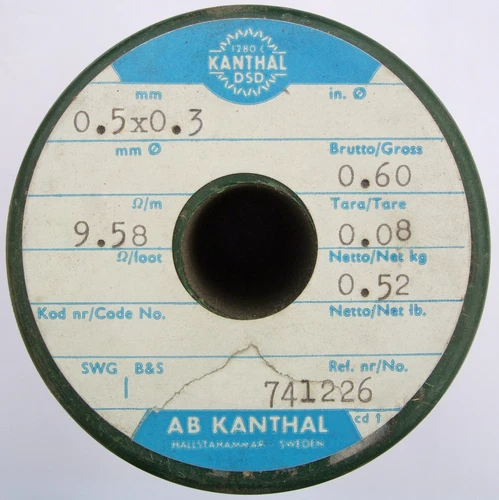 1280 C
KANTHAL
DSD
mm in. Ø
0.5x0.3
mm Ø Brutto/Gross
0.60
Ω/m Tara/Tare
9.58 0.08
Ω/foot Netto/Net kg
0.52
Kod nr/Code No. Netto/Net lb.
SWG B&S Ref. nr/No.
741226
AB KANTHAL cd 1
HALLSTAHAMMAR - SWEDEN